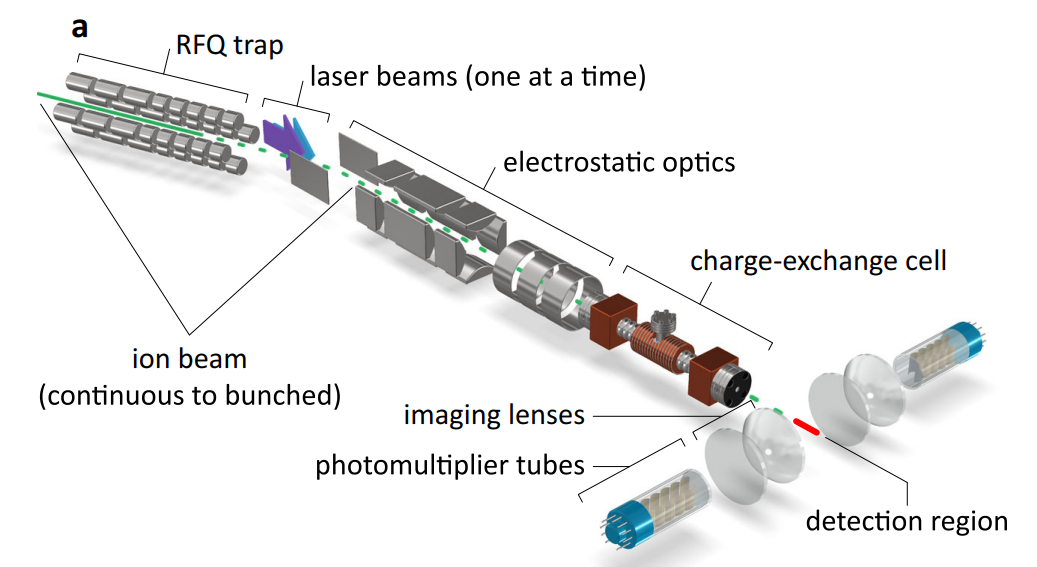 a
RFQ trap
laser beams (one at a time)
electrostatic optics
charge-exchange cell
ion beam
(continuous to bunched)
imaging lenses
photomultiplier tubes
detection region